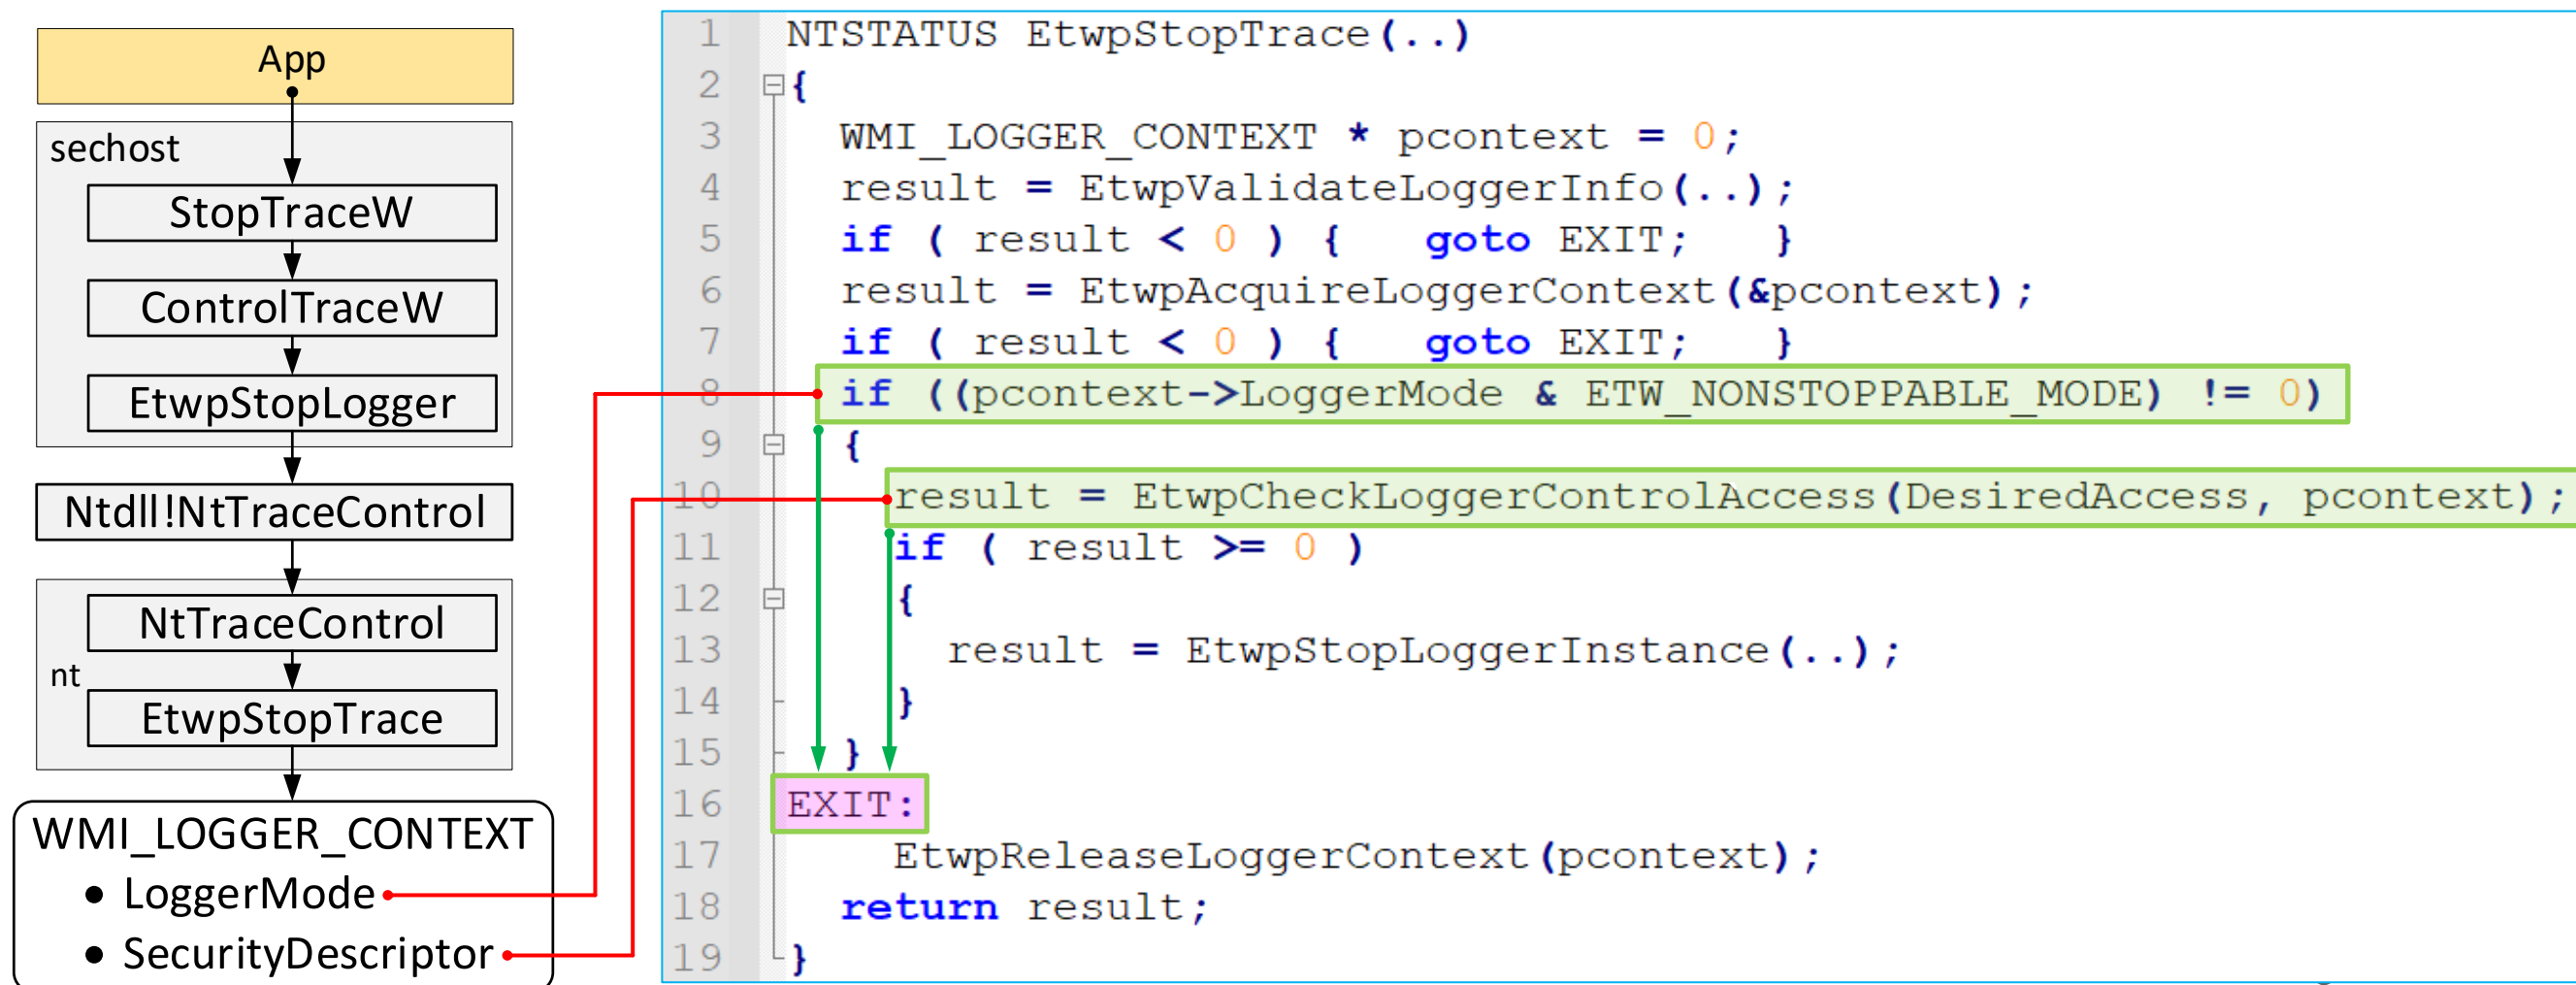 App
sechost
StopTraceW
ControlTraceW
EtwpStopLogger
Ntdll!NtTraceControl
NtTraceControl
nt
EtwpStopTrace
WMI_LOGGER_CONTEXT
• LoggerMode
• SecurityDescriptor
1 NTSTATUS EtwpStopTrace(..)
2 {
3 WMI_LOGGER_CONTEXT * pcontext = 0;
4 result = EtwpValidateLoggerInfo(..);
5 if ( result < 0 ) { goto EXIT; }
6 result = EtwpAcquireLoggerContext(&pcontext);
7 if ( result < 0 ) { goto EXIT; }
8 if ((pcontext->LoggerMode & ETW_NONSTOPPABLE_MODE) != 0)
9 {
10 result = EtwpCheckLoggerControlAccess(DesiredAccess, pcontext);
11 if ( result >= 0 )
12 {
13 result = EtwpStopLoggerInstance(..);
14 }
15 }
16 EXIT:
17 EtwpReleaseLoggerContext(pcontext);
18 return result;
19 }